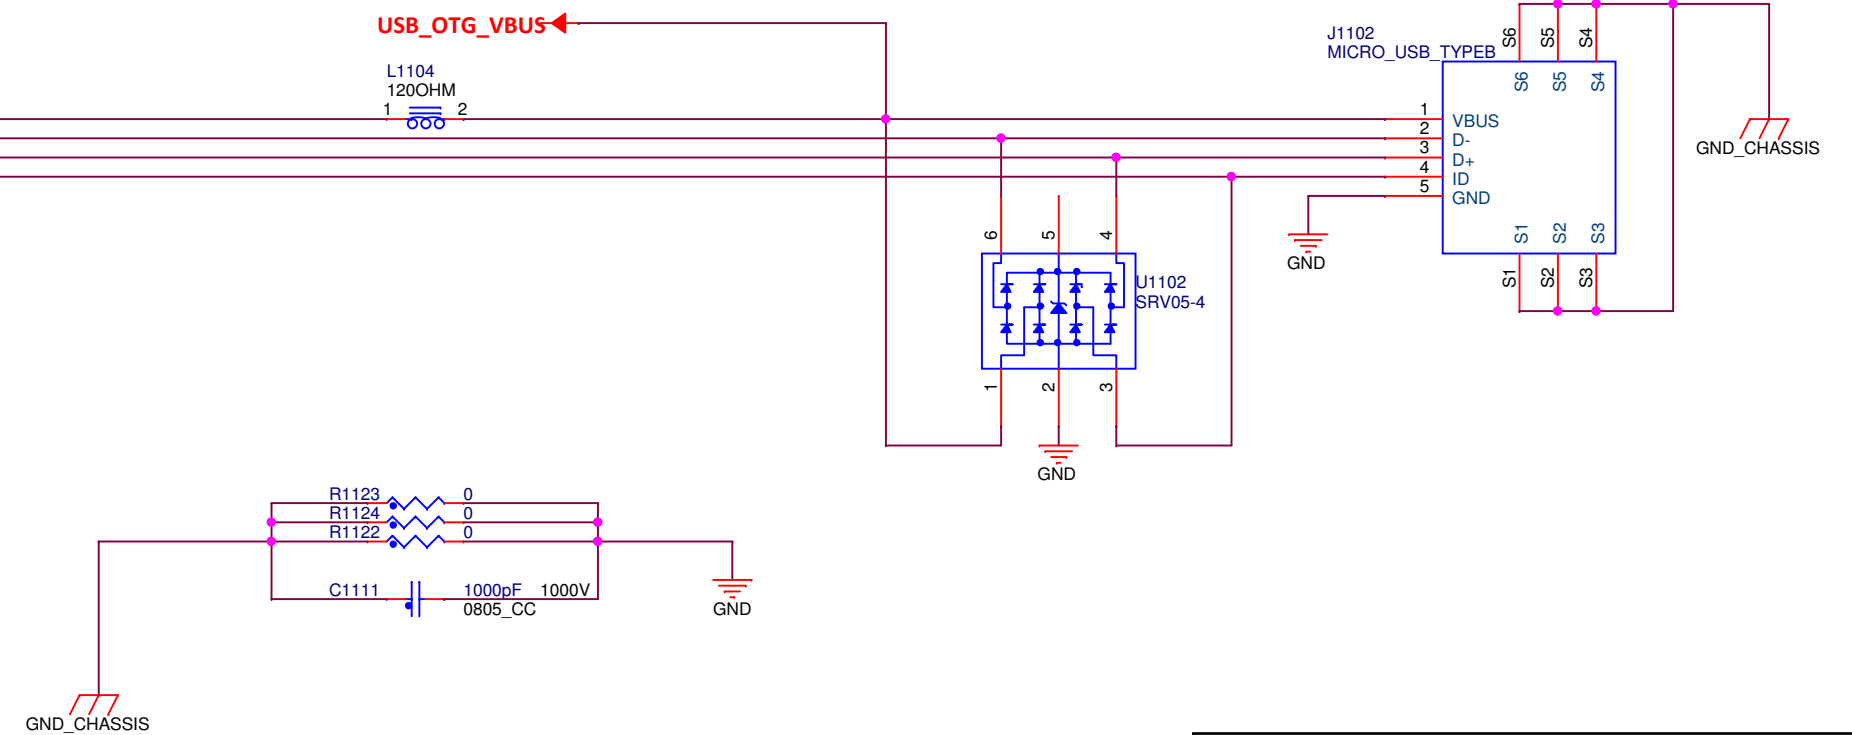 USB_OTG_VBUS
L1104
120OHM
1
2
J1102
MICRO_USB_TYPEB
S6
S5
S4
S6
S5
S4
1
VBUS
2
D-
3
D+
4
ID
5
GND
S1
S2
S3
S1
S2
S3
GND_CHASSIS
GND
6
5
4
U1102
SRV05-4
1
2
3
GND
R1123
0
R1124
0
R1122
0
C1111
1000pF
1000V
0805_CC
GND
GND_CHASSIS